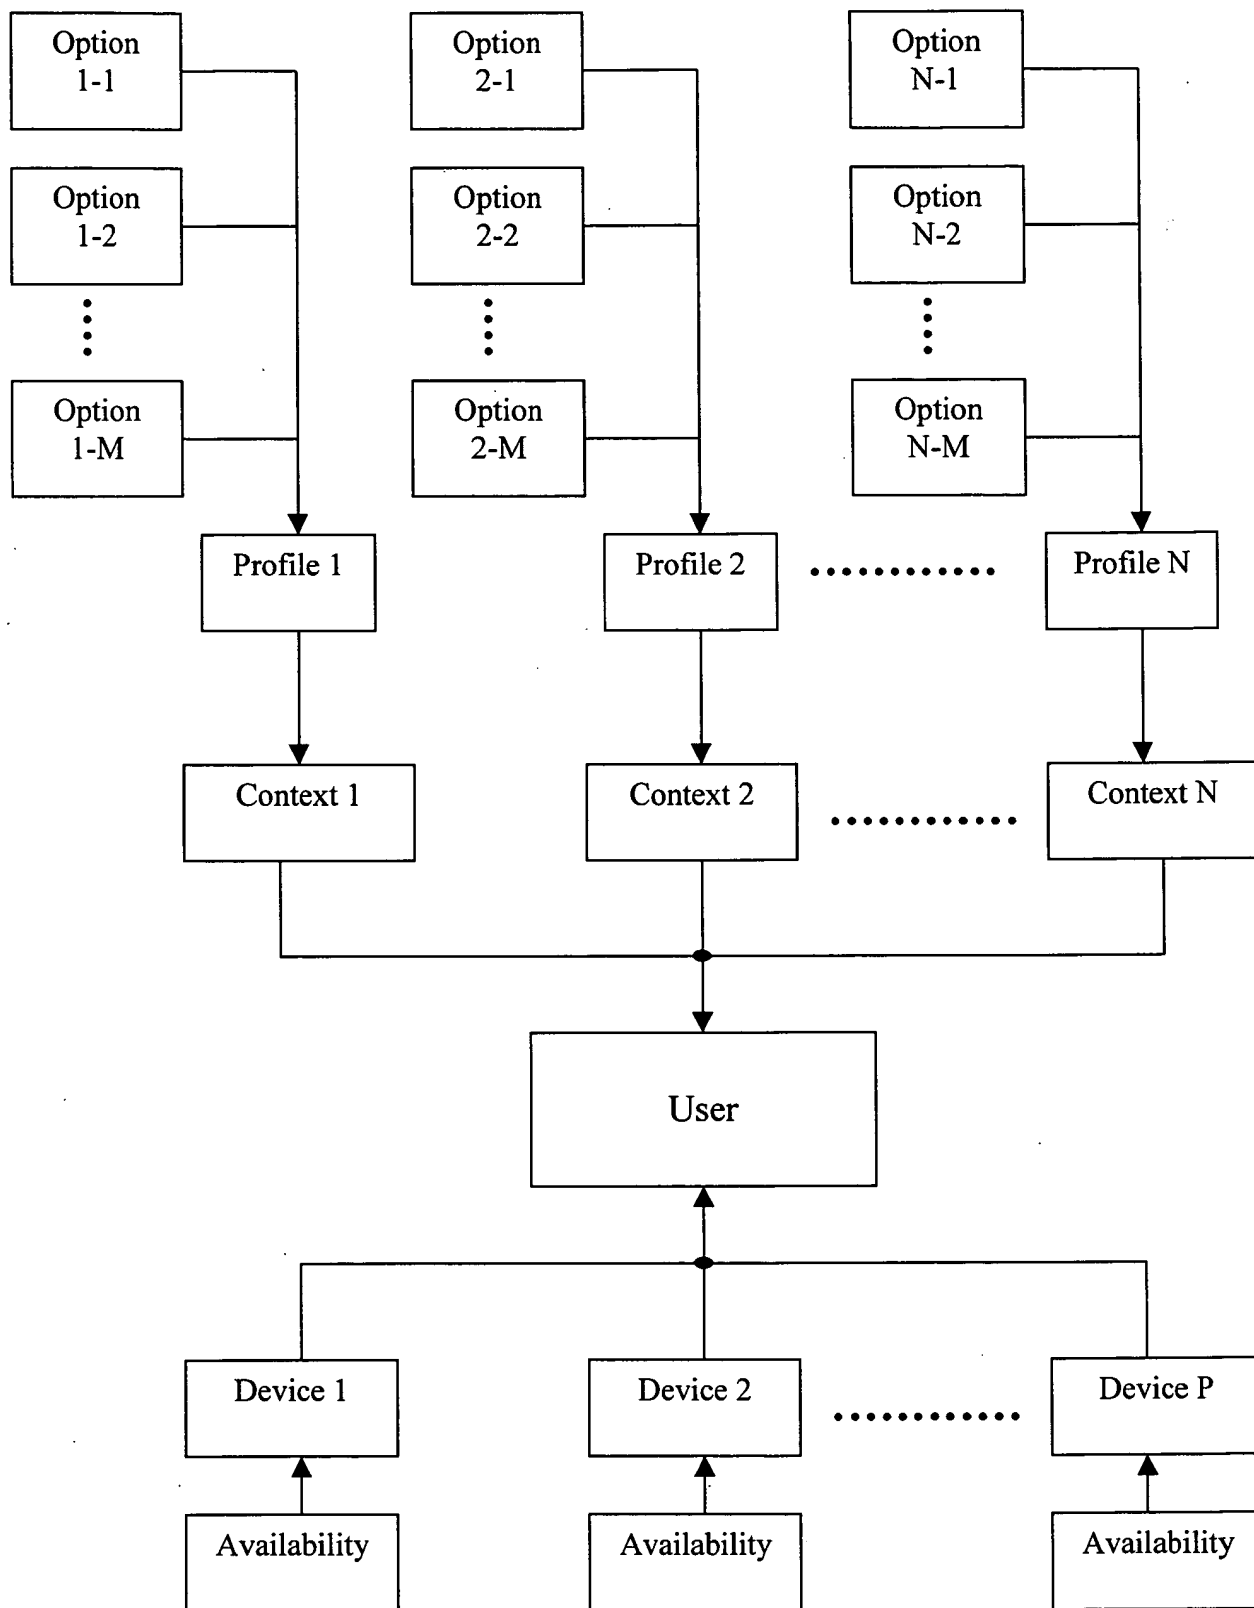 Option
1-1
Option
2-1
Option
N-1
Option
1-2
Option
2-2
Option
N-2
Option
1-M
Option
2-M
Option
N-M
Profile 1
Profile 2
Profile N
Context 1
Context 2
Context N
User
Device 1
Device 2
Device P
Availability
Availability
Availability